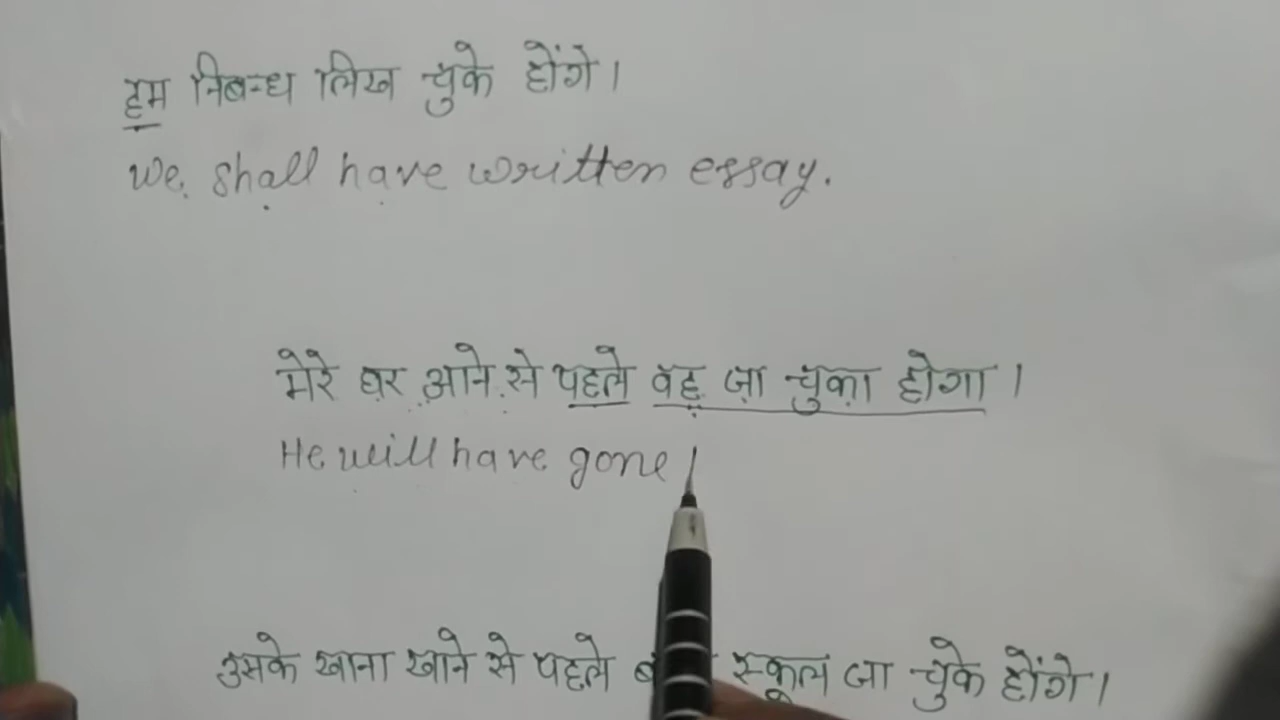 हम निबन्ध लिख चुके होंगे।
We shall have written essay.
मेरे घर आने से पहले वह जा चुका होगा।
He will have gone
उसके खाना खाने से पहले स्कूल जा चुके होंगे।